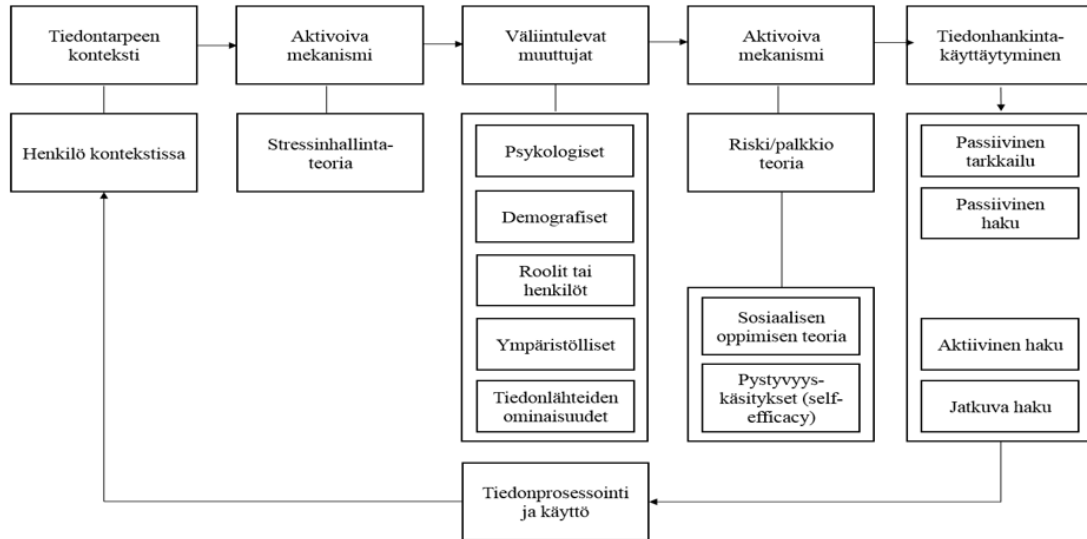 Tiedontarpeen
konteksti
Aktivoiva
mekanismi
Väliintulevat
muuttujat
Aktivoiva
mekanismi
Tiedonhankinta-
käyttäytyminen
Henkilö kontekstissa
Stressinhallinta-
teoria
Psykologiset
Demografiset
Roolit tai
henkilöt
Ympäristölliset
Tiedonlähteiden
ominaisuudet
Riski/palkkio
teoria
Sosiaalisen
oppimisen teoria
Pystyvyys-
käsitykset (self-
efficacy)
Passiivinen
tarkkailu
Passiivinen
haku
Aktiivinen haku
Jatkuva haku
Tiedonprosessointi
ja käyttö